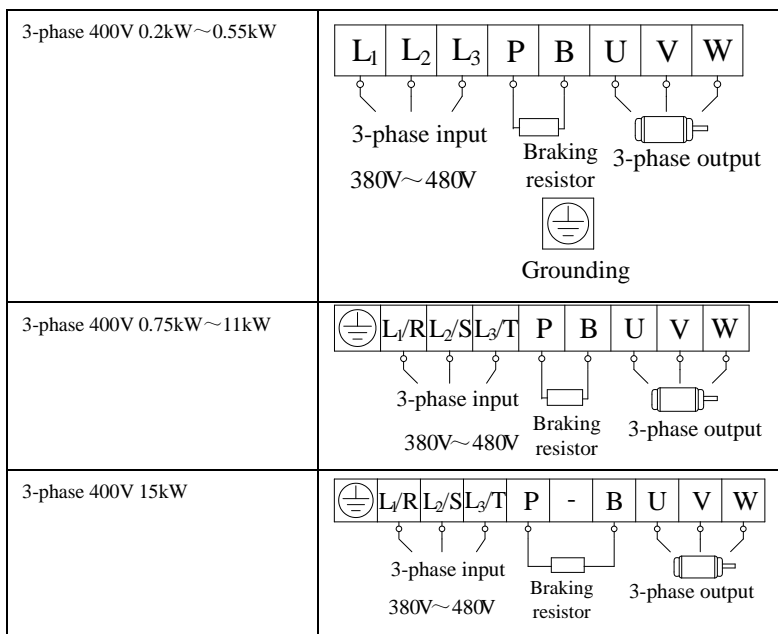 3-phase 400V 0.2kW～0.55kW
L1 L2 L3 P B U V W
3-phase input
380V～480V
Braking
resistor
3-phase output
Grounding
3-phase 400V 0.75kW～11kW
L1/R L2/S L3/T P B U V W
3-phase input
380V～480V
Braking
resistor
3-phase output
3-phase 400V 15kW
L1/R L2/S L3/T P - B U V W
3-phase input
380V～480V
Braking
resistor
3-phase output